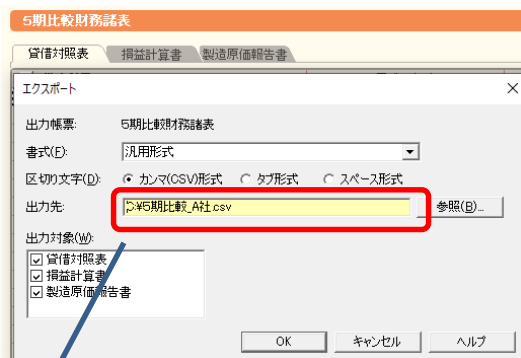 5期比較財務諸表
貸借対照表 損益計算書 製造原価報告書
エクスポート
出力帳票: 5期比較財務諸表
書式(F): 汎用形式
区切り文字(D): カンマ(CSV)形式 タブ形式 スペース形式
出力先: ¥5期比較_A社.csv 参照(B)...
出力対象(W):
貸借対照表
損益計算書
製造原価報告書
OK キャンセル ヘルプ